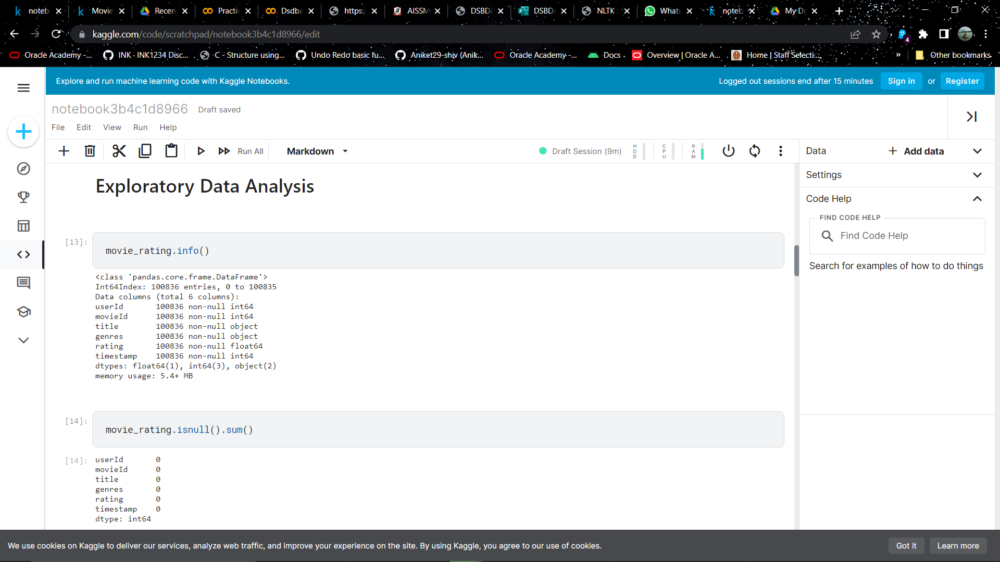 noteb
Movie
Recen
Practic
Dsdba
https:
AISSM
DSBDA
DSBDA
NLTK
Whats
noteb
My Dr
kaggle.com/code/scratchpad/notebook3b4c1d8966/edit
4
Oracle Academy -...
INK · INK1234 Disc...
C - Structure using...
Undo Redo basic fu...
Aniket29-shiv (Anik...
Oracle Academy -...
Docs
Overview | Oracle A...
Home | Staff Selecti...
»
Other bookmarks
Explore and run machine learning code with Kaggle Notebooks.
Logged out sessions end after 15 minutes
Sign in
or
Register
notebook3b4c1d8966
Draft saved
File
Edit
View
Run
Help
Run All
Markdown
Draft Session (9m)
HDD
CPU
RAM
Data
+ Add data
Settings
Code Help
FIND CODE HELP
Find Code Help
Search for examples of how to do things
Exploratory Data Analysis
[13]:
movie_rating.info()
<class 'pandas.core.frame.DataFrame'>
Int64Index: 100836 entries, 0 to 100835
Data columns (total 6 columns):
userId       100836 non-null int64
movieId      100836 non-null int64
title        100836 non-null object
genres       100836 non-null object
rating       100836 non-null float64
timestamp    100836 non-null int64
dtypes: float64(1), int64(3), object(2)
memory usage: 5.4+ MB
[14]:
movie_rating.isnull().sum()
[14]:
userId       0
movieId      0
title        0
genres       0
rating       0
timestamp    0
dtype: int64
We use cookies on Kaggle to deliver our services, analyze web traffic, and improve your experience on the site. By using Kaggle, you agree to our use of cookies.
Got it
Learn more